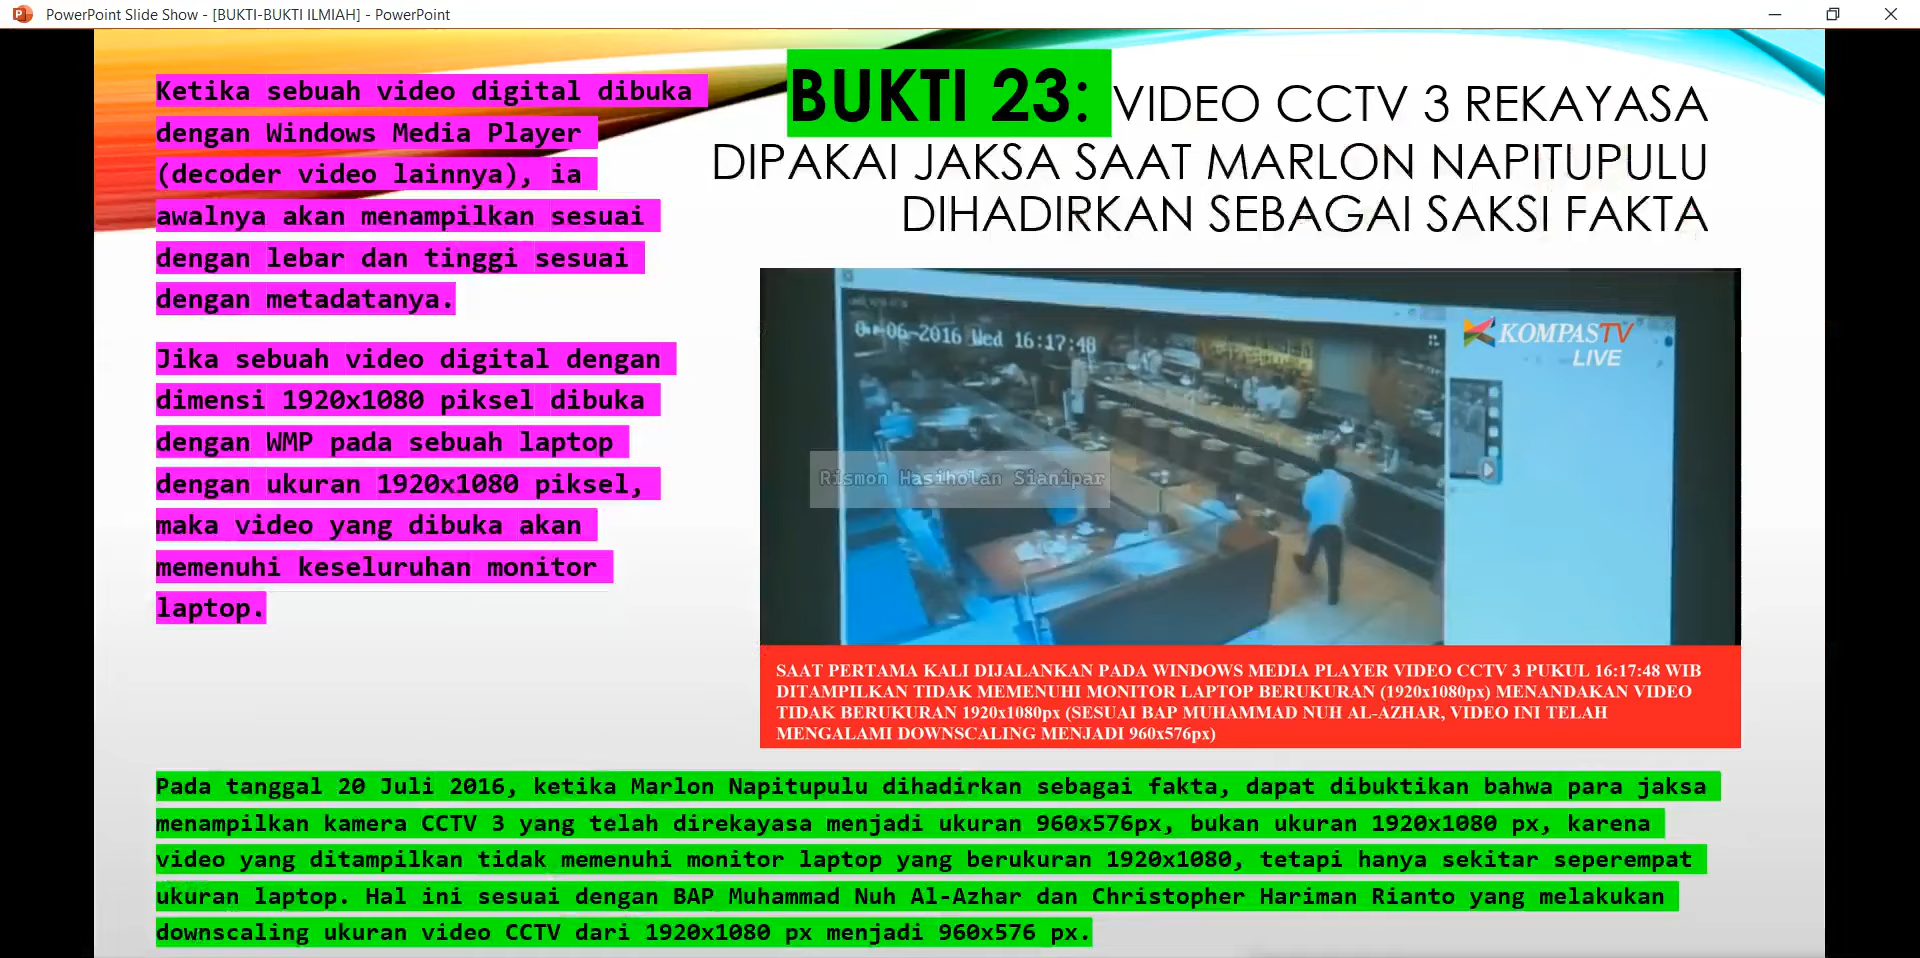 PowerPoint Slide Show - [BUKTI-BUKTI ILMIAH] - PowerPoint
Ketika sebuah video digital dibuka
dengan Windows Media Player
(decoder video lainnya), ia
awalnya akan menampilkan sesuai
dengan lebar dan tinggi sesuai
dengan metadatanya.
Jika sebuah video digital dengan
dimensi 1920x1080 piksel dibuka
dengan WMP pada sebuah laptop
dengan ukuran 1920x1080 piksel,
maka video yang dibuka akan
memenuhi keseluruhan monitor
laptop.
BUKTI 23: VIDEO CCTV 3 REKAYASA
DIPAKAI JAKSA SAAT MARLON NAPITUPULU
DIHADIRKAN SEBAGAI SAKSI FAKTA
-06-2016 Wed 16:17:48
KOMPASTV
LIVE
Rismon Hasiholan Sianipar
SAAT PERTAMA KALI DIJALANKAN PADA WINDOWS MEDIA PLAYER VIDEO CCTV 3 PUKUL 16:17:48 WIB
DITAMPILKAN TIDAK MEMENUHI MONITOR LAPTOP BERUKURAN (1920x1080px) MENANDAKAN VIDEO
TIDAK BERUKURAN 1920x1080px (SESUAI BAP MUHAMMAD NUH AL-AZHAR, VIDEO INI TELAH
MENGALAMI DOWNSCALING MENJADI 960x576px)
Pada tanggal 20 Juli 2016, ketika Marlon Napitupulu dihadirkan sebagai fakta, dapat dibuktikan bahwa para jaksa
menampilkan kamera CCTV 3 yang telah direkayasa menjadi ukuran 960x576px, bukan ukuran 1920x1080 px, karena
video yang ditampilkan tidak memenuhi monitor laptop yang berukuran 1920x1080, tetapi hanya sekitar seperempat
ukuran laptop. Hal ini sesuai dengan BAP Muhammad Nuh Al-Azhar dan Christopher Hariman Rianto yang melakukan
downscaling ukuran video CCTV dari 1920x1080 px menjadi 960x576 px.